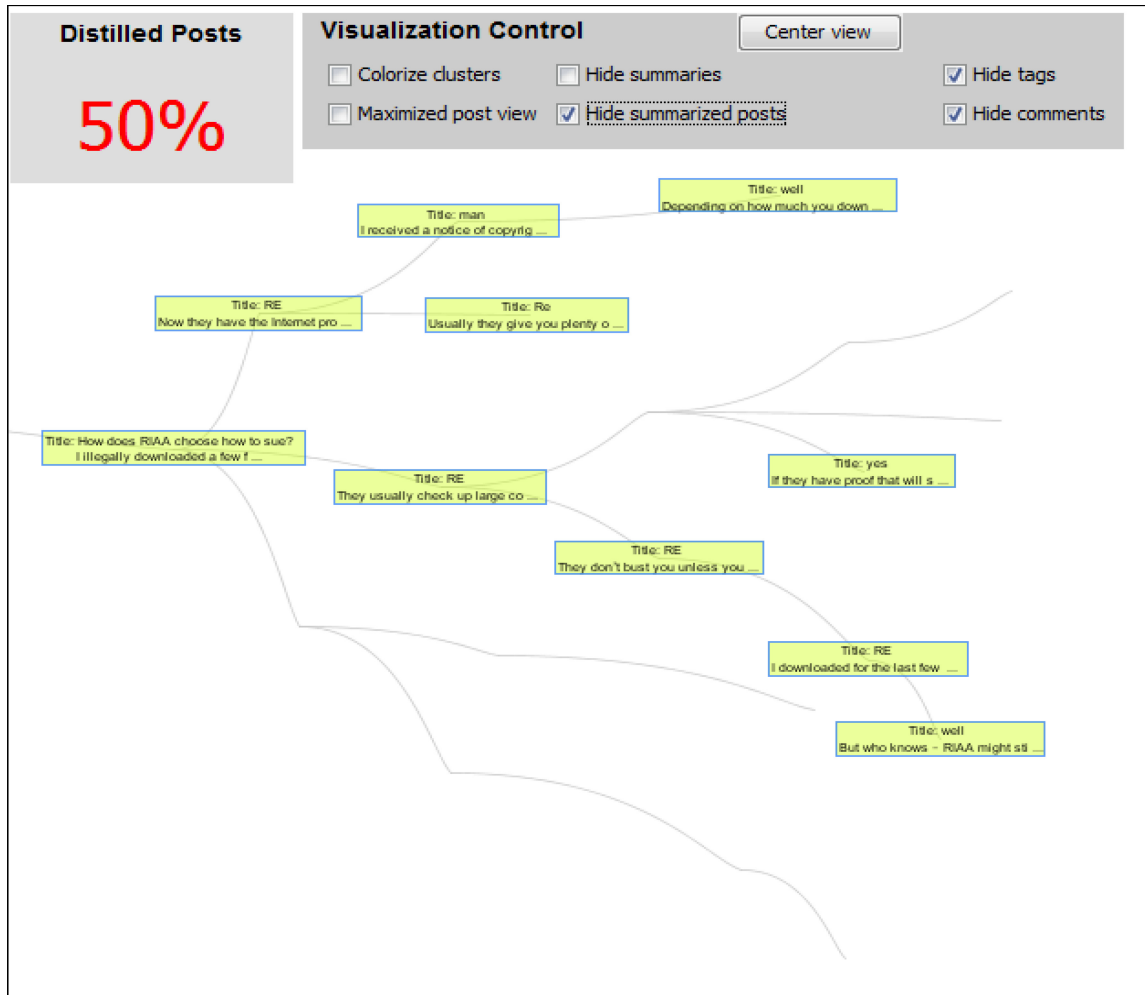 Distilled Posts
50%
Visualization Control
Center view
Colorize clusters
Hide summaries
Hide tags
Maximized post view
Hide summarized posts
Hide comments
Title: well
Depending on how much you down ...
Title: man
I received a notice of copyrig ...
Title: RE
Now they have the Internet pro ...
Title: Re
Usually they give you plenty o ...
Title: How does RIAA choose how to sue?
I illegally downloaded a few f ...
Title: RE
They usually check up large co ...
Title: yes
If they have proof that will s ...
Title: RE
They don't bust you unless you ...
Title: RE
I downloaded for the last few ...
Title: well
But who knows - RIAA might sti ...